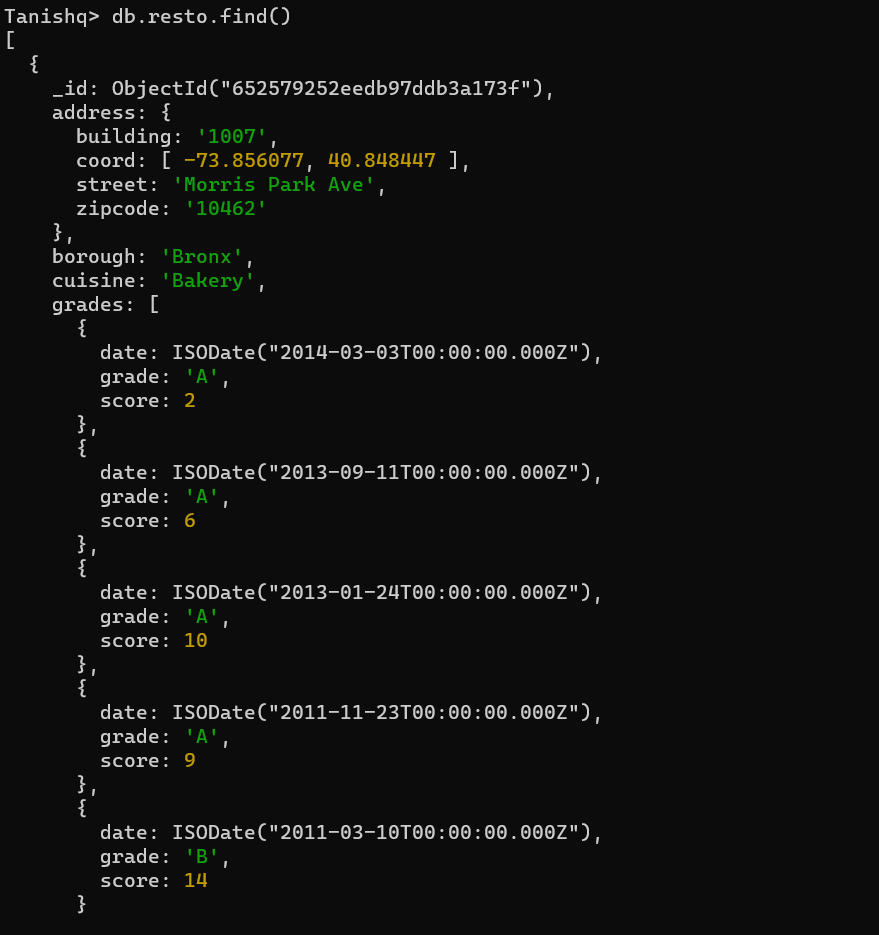 Tanishq> db.resto.find()
[
  {
    _id: ObjectId("652579252eedb97ddb3a173f"),
    address: {
      building: '1007',
      coord: [ -73.856077, 40.848447 ],
      street: 'Morris Park Ave',
      zipcode: '10462'
    },
    borough: 'Bronx',
    cuisine: 'Bakery',
    grades: [
      {
        date: ISODate("2014-03-03T00:00:00.000Z"),
        grade: 'A',
        score: 2
      },
      {
        date: ISODate("2013-09-11T00:00:00.000Z"),
        grade: 'A',
        score: 6
      },
      {
        date: ISODate("2013-01-24T00:00:00.000Z"),
        grade: 'A',
        score: 10
      },
      {
        date: ISODate("2011-11-23T00:00:00.000Z"),
        grade: 'A',
        score: 9
      },
      {
        date: ISODate("2011-03-10T00:00:00.000Z"),
        grade: 'B',
        score: 14
      }